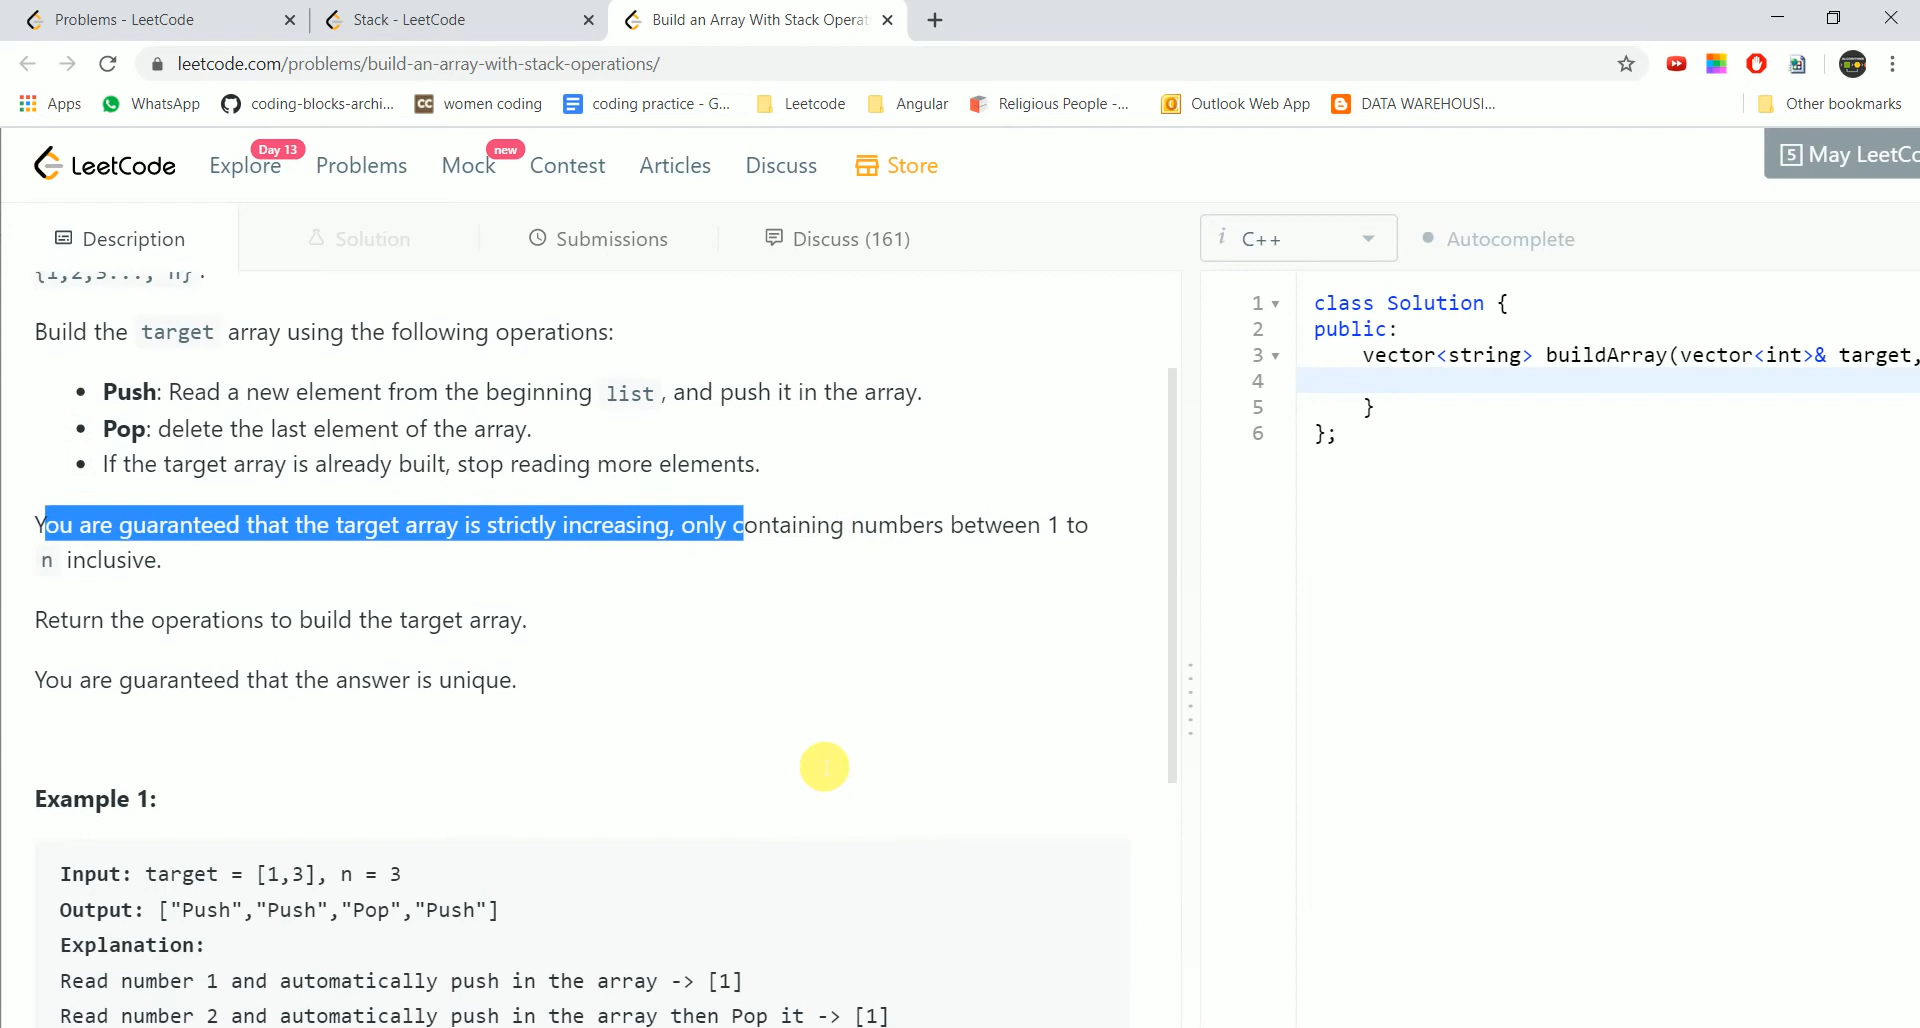 Problems - LeetCode
Stack - LeetCode
Build an Array With Stack Operat
leetcode.com/problems/build-an-array-with-stack-operations/
Apps
WhatsApp
coding-blocks-archi...
women coding
coding practice - G...
Leetcode
Angular
Religious People -...
Outlook Web App
DATA WAREHOUSI...
Other bookmarks
LeetCode
Explore
Day 13
Problems
Mock
new
Contest
Articles
Discuss
Store
5 May LeetCo
Description
Solution
Submissions
Discuss (161)
i C++
Autocomplete
{1,2,3..., n}.
Build the target array using the following operations:
• Push: Read a new element from the beginning list, and push it in the array.
• Pop: delete the last element of the array.
• If the target array is already built, stop reading more elements.
You are guaranteed that the target array is strictly increasing, only containing numbers between 1 to
n inclusive.
Return the operations to build the target array.
You are guaranteed that the answer is unique.
Example 1:
Input: target = [1,3], n = 3
Output: ["Push","Push","Pop","Push"]
Explanation:
Read number 1 and automatically push in the array -> [1]
Read number 2 and automatically push in the array then Pop it -> [1]
1 class Solution {
2 public:
3 vector<string> buildArray(vector<int>& target,
4
5 }
6 };